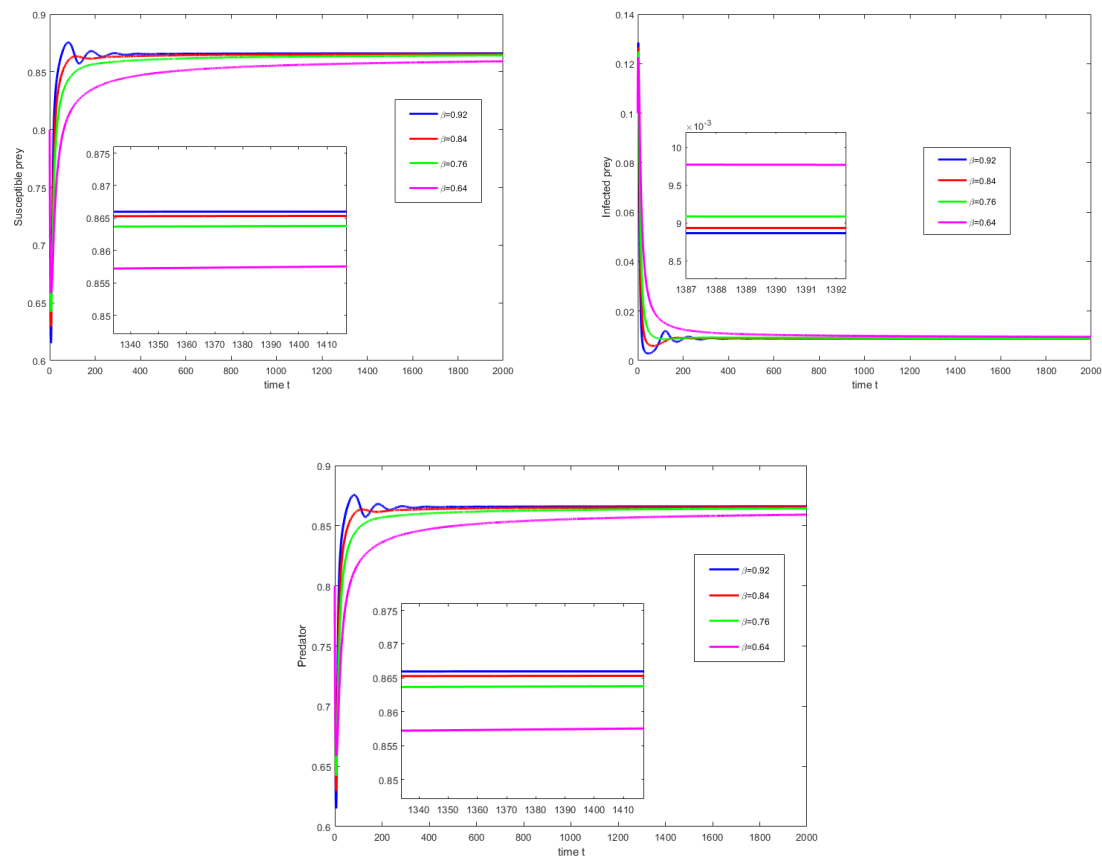 Susceptible prey
0.9
0.85
0.8
0.75
0.7
0.65
0.6
0 200 400 600 800 1000 1200 1400 1600 1800 2000
time t
β=0.92
β=0.84
β=0.76
β=0.64
0.875
0.87
0.865
0.86
0.855
0.85
1340 1350 1360 1370 1380 1390 1400 1410
Infected prey
0.14
0.12
0.1
0.08
0.06
0.04
0.02
0
0 200 400 600 800 1000 1200 1400 1600 1800 2000
time t
β=0.92
β=0.84
β=0.76
β=0.64
×10⁻³
10
9.5
9
8.5
1387 1388 1389 1390 1391 1392
Predator
0.9
0.85
0.8
0.75
0.7
0.65
0.6
0 200 400 600 800 1000 1200 1400 1600 1800 2000
time t
β=0.92
β=0.84
β=0.76
β=0.64
0.875
0.87
0.865
0.86
0.855
0.85
1340 1350 1360 1370 1380 1390 1400 1410